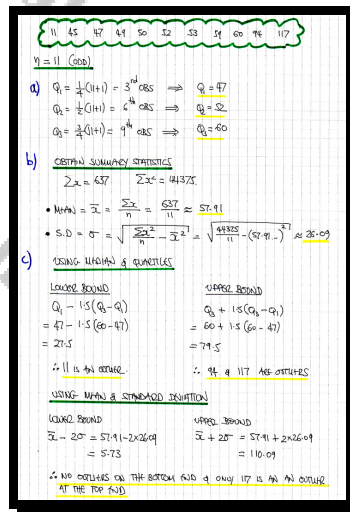 11 45 47 49 50 52 53 59 60 94 117
n = 11 (ODD)
a) Q₁ = 1/4 (11+1) = 3rd OBS ⟹ Q₁ = 47
Q₂ = 1/2 (11+1) = 6th OBS ⟹ Q₂ = 52
Q₃ = 3/4 (11+1) = 9th OBS ⟹ Q₃ = 60
b) OBTAIN SUMMARY STATISTICS
Σx = 637 Σx² = 44375
• MEAN = x̄ = Σx/n = 637/11 ≈ 57.91
• S.D = σ = √(Σx²/n − x̄²) = √(44375/11 − (57.91..)²) ≈ 26.09
c) USING MEDIAN & QUARTILES
LOWER BOUND
Q₁ − 1.5(Q₃−Q₁)
= 47 − 1.5(60−47)
= 27.5
∴ 11 IS AN OUTLIER.
UPPER BOUND
Q₃ + 1.5(Q₃−Q₁)
= 60 + 1.5(60−47)
= 79.5
∴ 94 & 117 ARE OUTLIERS
USING MEAN & STANDARD DEVIATION
LOWER BOUND
x̄ − 2σ = 57.91 − 2×26.09
= 5.73
UPPER BOUND
x̄ + 2σ = 57.91 + 2×26.09
= 110.09
∴ NO OUTLIERS ON THE BOTTOM END & ONLY 117 IS AN AN OUTLIER
AT THE TOP END